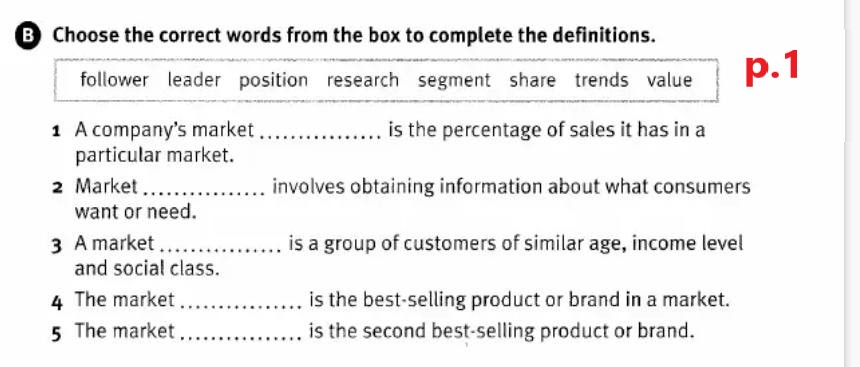 B Choose the correct words from the box to complete the definitions.
p.1
follower leader position research segment share trends value
1 A company's market ................ is the percentage of sales it has in a
particular market.
2 Market ................ involves obtaining information about what consumers
want or need.
3 A market ................ is a group of customers of similar age, income level
and social class.
4 The market ................ is the best-selling product or brand in a market.
5 The market ................ is the second best-selling product or brand.